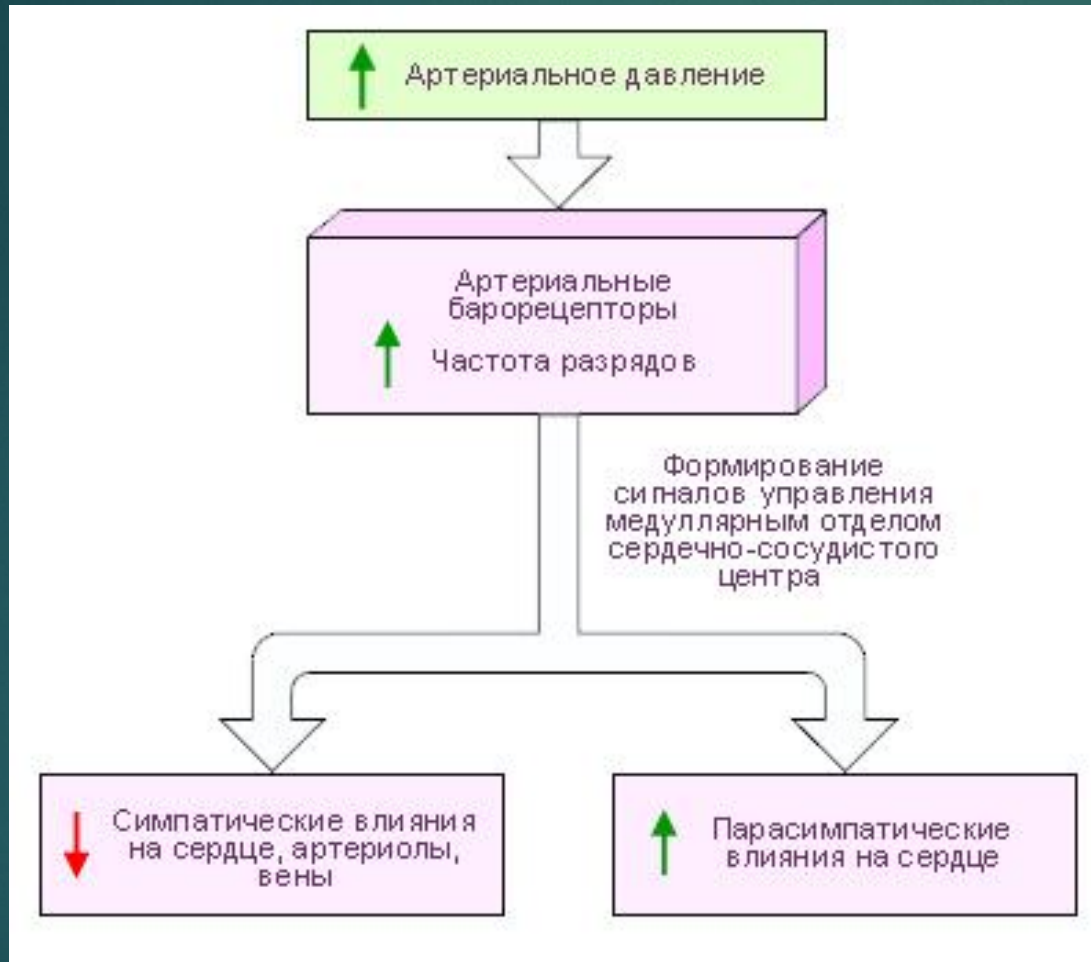 Артериальное давление
Артериальные
барорецепторы
Частота разрядов
Формирование
сигналов управления
медуллярным отделом
сердечно-сосудистого
центра
Симпатические влияния
на сердце, артериолы,
вены
Парасимпатические
влияния на сердце